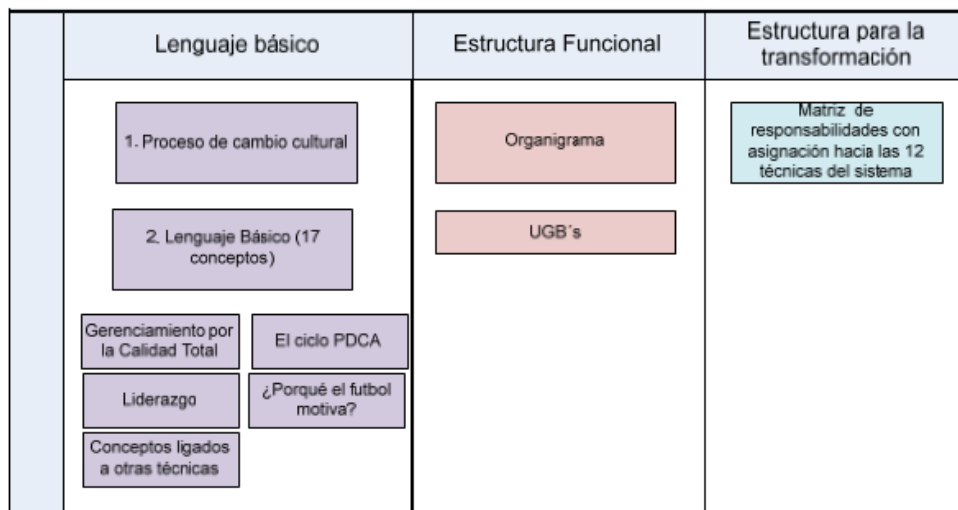 Lenguaje básico
Estructura Funcional
Estructura para la
transformación
1. Proceso de cambio cultural
2. Lenguaje Básico (17
conceptos)
Gerenciamiento por
la Calidad Total
El ciclo PDCA
Liderazgo
¿Porqué el futbol
motiva?
Conceptos ligados
a otras técnicas
Organigrama
UGB´s
Matriz de
responsabilidades con
asignación hacia las 12
técnicas del sistema